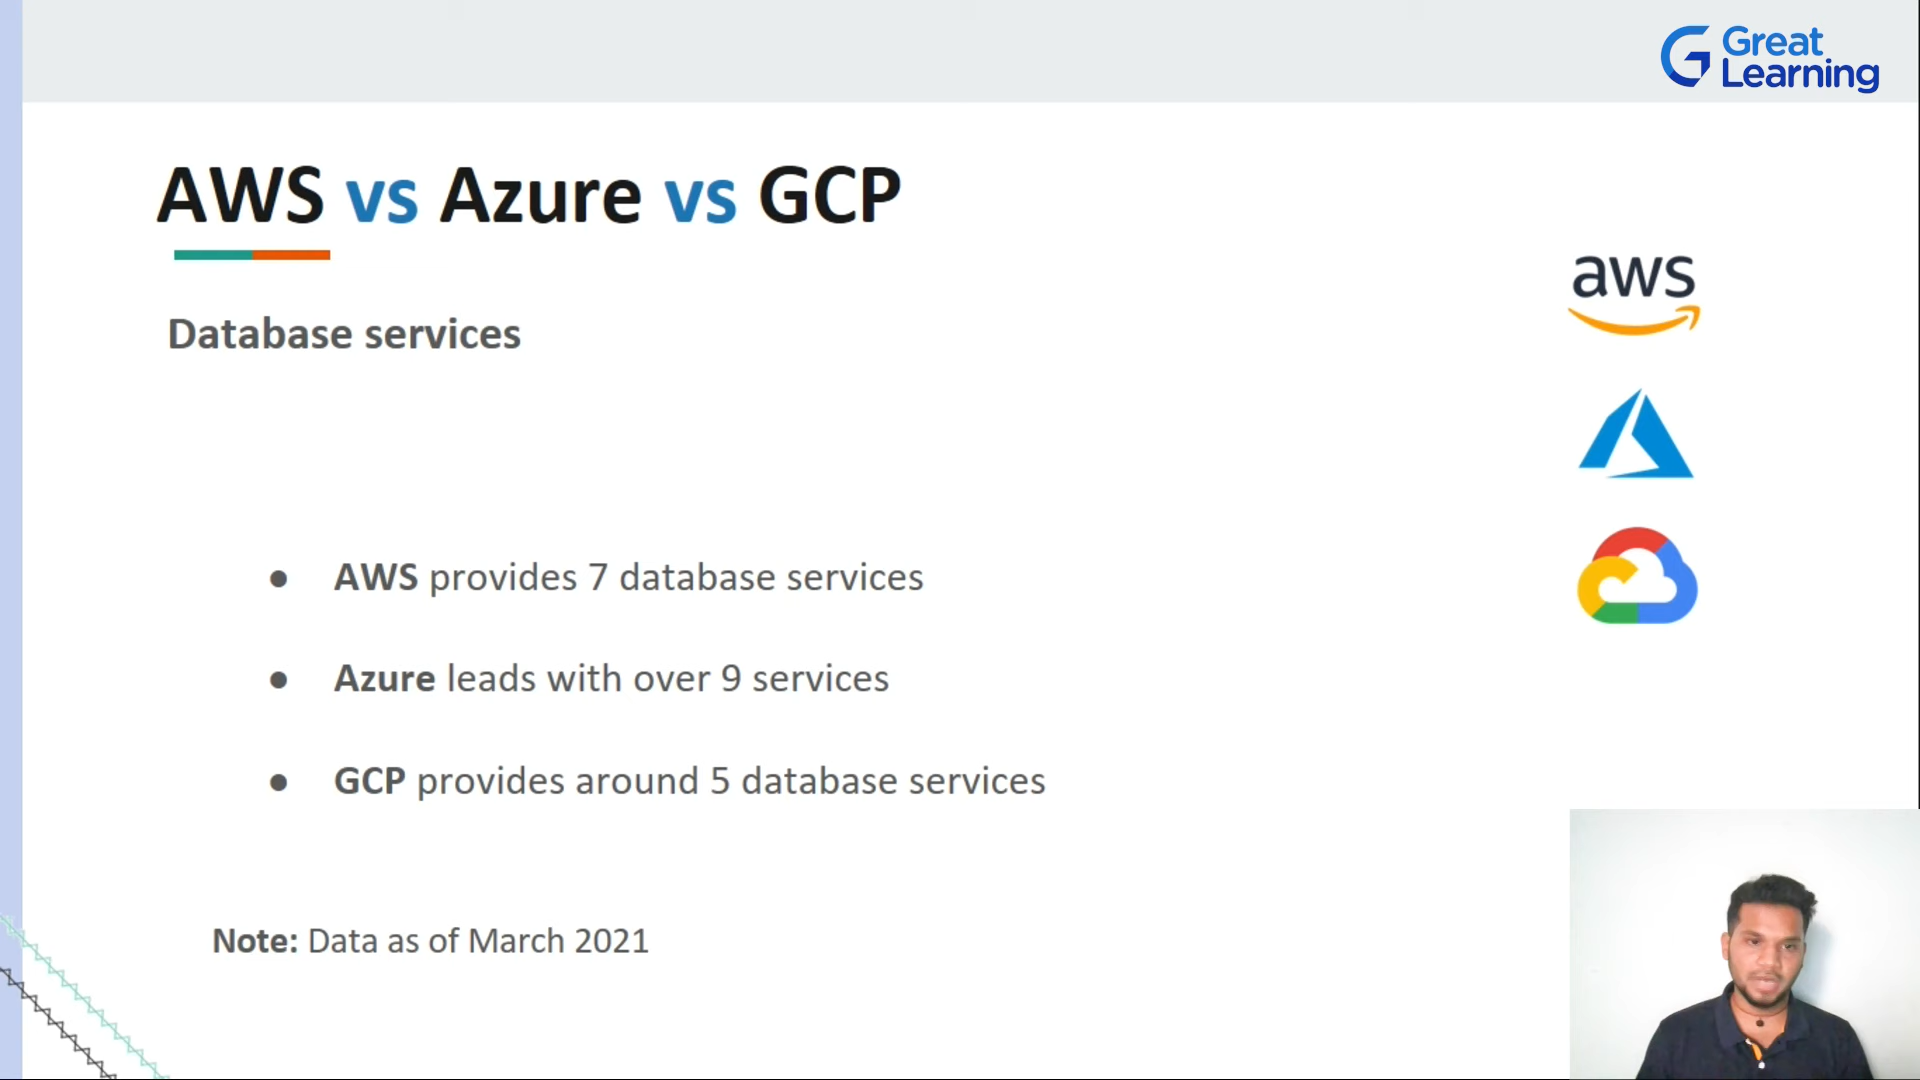 Great
Learning
AWS vs Azure vs GCP
aws
Database services
● AWS provides 7 database services
● Azure leads with over 9 services
● GCP provides around 5 database services
Note: Data as of March 2021